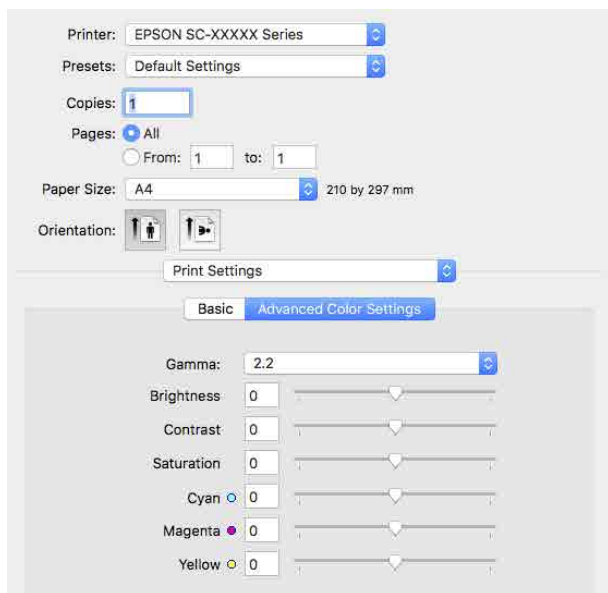 Printer: EPSON SC-XXXXX Series
Presets: Default Settings
Copies: 1
Pages: All
From: 1 to: 1
Paper Size: A4 210 by 297 mm
Orientation:
Print Settings
Basic Advanced Color Settings
Gamma: 2.2
Brightness 0
Contrast 0
Saturation 0
Cyan 0
Magenta 0
Yellow 0